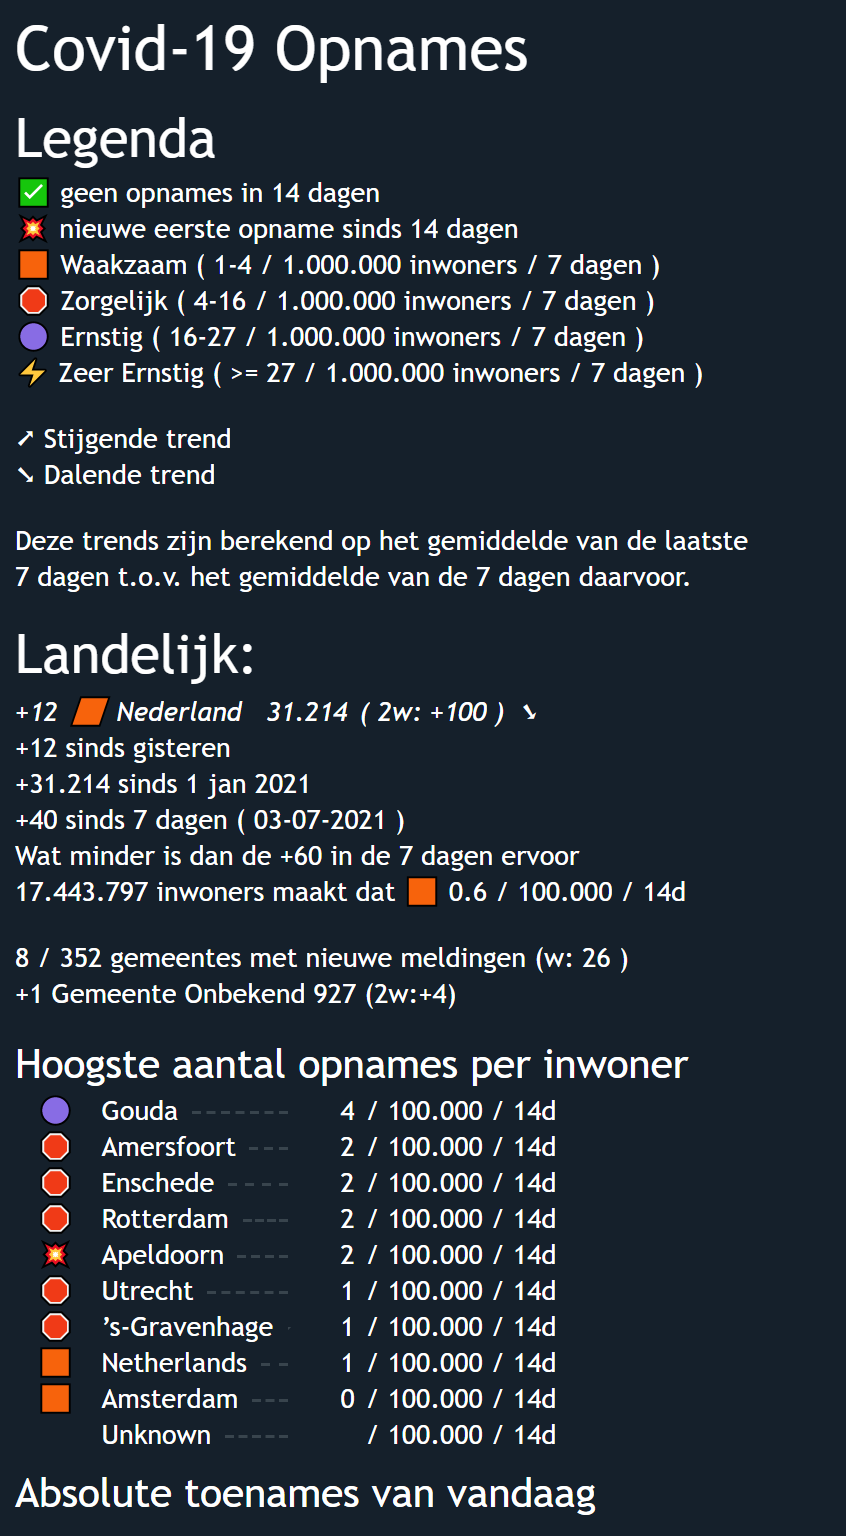 Covid-19 Opnames
Legenda
✅ geen opnames in 14 dagen
💥 nieuwe eerste opname sinds 14 dagen
🟧 Waakzaam ( 1-4 / 1.000.000 inwoners / 7 dagen )
🛑 Zorgelijk ( 4-16 / 1.000.000 inwoners / 7 dagen )
🟣 Ernstig ( 16-27 / 1.000.000 inwoners / 7 dagen )
⚡ Zeer Ernstig ( >= 27 / 1.000.000 inwoners / 7 dagen )
➚ Stijgende trend
➘ Dalende trend
Deze trends zijn berekend op het gemiddelde van de laatste
7 dagen t.o.v. het gemiddelde van de 7 dagen daarvoor.
Landelijk:
+12 🟧 Nederland 31.214 ( 2w: +100 ) ➘
+12 sinds gisteren
+31.214 sinds 1 jan 2021
+40 sinds 7 dagen ( 03-07-2021 )
Wat minder is dan de +60 in de 7 dagen ervoor
17.443.797 inwoners maakt dat 🟧 0.6 / 100.000 / 14d
8 / 352 gemeentes met nieuwe meldingen (w: 26 )
+1 Gemeente Onbekend 927 (2w:+4)
Hoogste aantal opnames per inwoner
🟣 Gouda ------- 4 / 100.000 / 14d
🛑 Amersfoort --- 2 / 100.000 / 14d
🛑 Enschede ---- 2 / 100.000 / 14d
🛑 Rotterdam ---- 2 / 100.000 / 14d
💥 Apeldoorn ---- 2 / 100.000 / 14d
🛑 Utrecht ------ 1 / 100.000 / 14d
🛑 ’s-Gravenhage - 1 / 100.000 / 14d
🟧 Netherlands -- 1 / 100.000 / 14d
🟧 Amsterdam --- 0 / 100.000 / 14d
Unknown ----- / 100.000 / 14d
Absolute toenames van vandaag